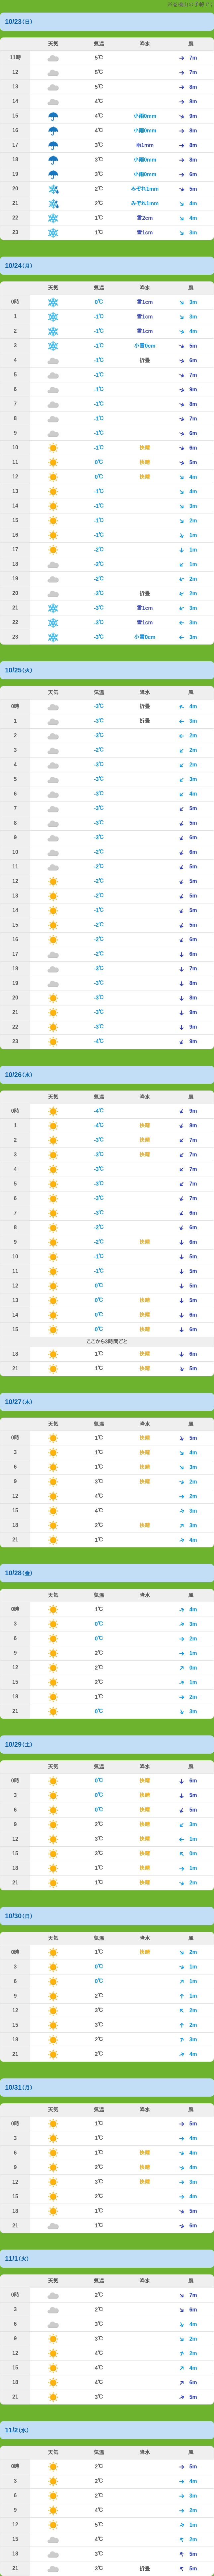 ※岩綿山の予報です
10/23(日)
天気 気温 降水 風
11時 5℃ 7m
12 5℃ 7m
13 5℃ 8m
14 4℃ 8m
15 4℃ 小雨0mm 9m
16 4℃ 小雨0mm 8m
17 3℃ 雨1mm 8m
18 3℃ 小雨0mm 8m
19 3℃ 小雨0mm 6m
20 2℃ みぞれ1mm 5m
21 2℃ みぞれ1mm 4m
22 1℃ 雪2cm 4m
23 1℃ 雪1cm 3m
10/24(月)
天気 気温 降水 風
0時 0℃ 雪1cm 3m
1 -1℃ 雪1cm 3m
2 -1℃ 雪1cm 4m
3 -1℃ 小雪0cm 5m
4 -1℃ 折曇 6m
5 -1℃ 7m
6 -1℃ 9m
7 -1℃ 8m
8 -1℃ 7m
9 -1℃ 6m
10 -1℃ 快晴 6m
11 0℃ 快晴 5m
12 0℃ 快晴 4m
13 -1℃ 4m
14 -1℃ 3m
15 -1℃ 2m
16 -1℃ 1m
17 -2℃ 1m
18 -2℃ 1m
19 -2℃ 2m
20 -3℃ 折曇 2m
21 -3℃ 雪1cm 3m
22 -3℃ 雪1cm 3m
23 -3℃ 小雪0cm 3m
10/25(火)
天気 気温 降水 風
0時 -3℃ 折曇 4m
1 -3℃ 折曇 3m
2 -3℃ 2m
3 -2℃ 2m
4 -2℃ 2m
5 -3℃ 3m
6 -3℃ 4m
7 -3℃ 5m
8 -3℃ 5m
9 -3℃ 6m
10 -2℃ 6m
11 -2℃ 5m
12 -2℃ 5m
13 -2℃ 5m
14 -1℃ 5m
15 -2℃ 5m
16 -2℃ 6m
17 -2℃ 6m
18 -3℃ 7m
19 -3℃ 8m
20 -3℃ 8m
21 -3℃ 9m
22 -3℃ 9m
23 -4℃ 9m
10/26(水)
天気 気温 降水 風
0時 -4℃ 9m
1 -4℃ 快晴 8m
2 -3℃ 快晴 7m
3 -3℃ 快晴 7m
4 -3℃ 7m
5 -3℃ 7m
6 -3℃ 7m
7 -3℃ 6m
8 -2℃ 6m
9 -2℃ 快晴 6m
10 -1℃ 5m
11 -1℃ 5m
12 0℃ 5m
13 0℃ 快晴 5m
14 0℃ 快晴 6m
15 0℃ 快晴 6m
ここから3時間ごと
18 1℃ 快晴 6m
21 1℃ 快晴 5m
10/27(木)
天気 気温 降水 風
0時 1℃ 快晴 5m
3 1℃ 快晴 4m
6 1℃ 快晴 3m
9 3℃ 快晴 2m
12 4℃ 2m
15 4℃ 3m
18 2℃ 快晴 3m
21 1℃ 4m
10/28(金)
天気 気温 降水 風
0時 1℃ 4m
3 0℃ 3m
6 0℃ 2m
9 2℃ 1m
12 2℃ 0m
15 2℃ 1m
18 1℃ 2m
21 0℃ 3m
10/29(土)
天気 気温 降水 風
0時 0℃ 快晴 6m
3 0℃ 快晴 5m
6 0℃ 快晴 5m
9 2℃ 快晴 3m
12 3℃ 快晴 1m
15 3℃ 快晴 0m
18 1℃ 快晴 1m
21 1℃ 快晴 2m
10/30(日)
天気 気温 降水 風
0時 1℃ 快晴 2m
3 0℃ 1m
6 0℃ 1m
9 2℃ 1m
12 3℃ 2m
15 3℃ 2m
18 2℃ 3m
21 2℃ 4m
10/31(月)
天気 気温 降水 風
0時 1℃ 5m
3 1℃ 4m
6 1℃ 快晴 4m
9 2℃ 快晴 4m
12 3℃ 快晴 3m
15 2℃ 4m
18 1℃ 5m
21 1℃ 6m
11/1(火)
天気 気温 降水 風
0時 2℃ 7m
3 2℃ 6m
6 3℃ 4m
9 3℃ 2m
12 4℃ 2m
15 4℃ 4m
18 4℃ 6m
21 3℃ 5m
11/2(水)
天気 気温 降水 風
0時 2℃ 5m
3 2℃ 4m
6 2℃ 3m
9 4℃ 2m
12 5℃ 1m
15 4℃ 2m
18 3℃ 5m
21 3℃ 折曇 5m